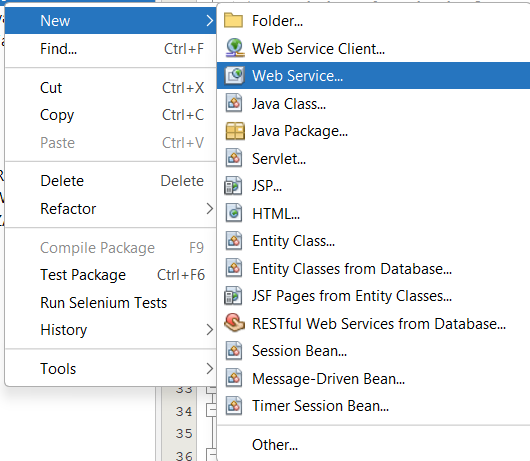 New
Find... Ctrl+F
Cut Ctrl+X
Copy Ctrl+C
Paste Ctrl+V
Delete Delete
Refactor
Compile Package F9
Test Package Ctrl+F6
Run Selenium Tests
History
Tools
Folder...
Web Service Client...
Web Service...
Java Class...
Java Package...
Servlet...
JSP...
HTML...
Entity Class...
Entity Classes from Database...
JSF Pages from Entity Classes...
RESTful Web Services from Database...
Session Bean...
Message-Driven Bean...
Timer Session Bean...
Other...
33
34
35
36